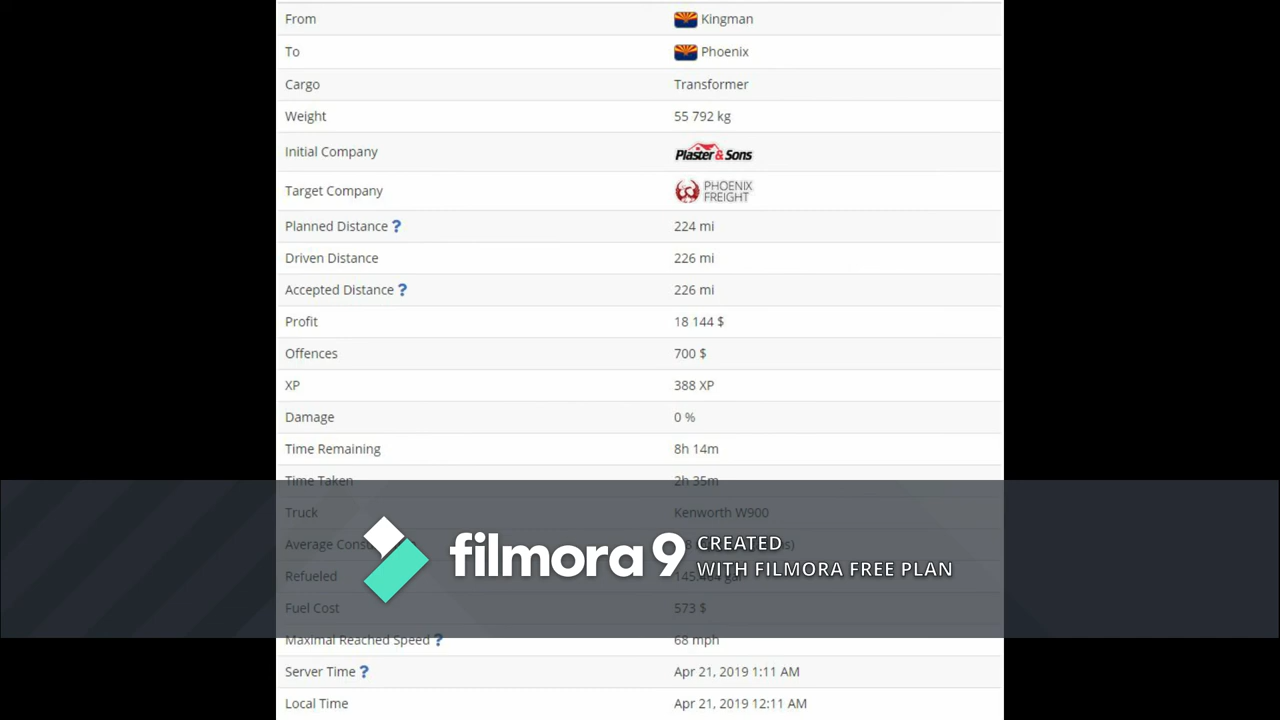 From Kingman
To Phoenix
Cargo Transformer
Weight 55 792 kg
Initial Company Plaster & Sons
Target Company PHOENIX FREIGHT
Planned Distance ? 224 mi
Driven Distance 226 mi
Accepted Distance ? 226 mi
Profit 18 144 $
Offences 700 $
XP 388 XP
Damage 0 %
Time Remaining 8h 14m
Time Taken 2h 35m
Truck Kenworth W900
Average
filmora 9 CREATED
WITH FILMORA FREE PLAN
Refueled
Fuel Cost 573 $
Maximal Reached Speed ? 68 mph
Server Time ? Apr 21, 2019 1:11 AM
Local Time Apr 21, 2019 12:11 AM